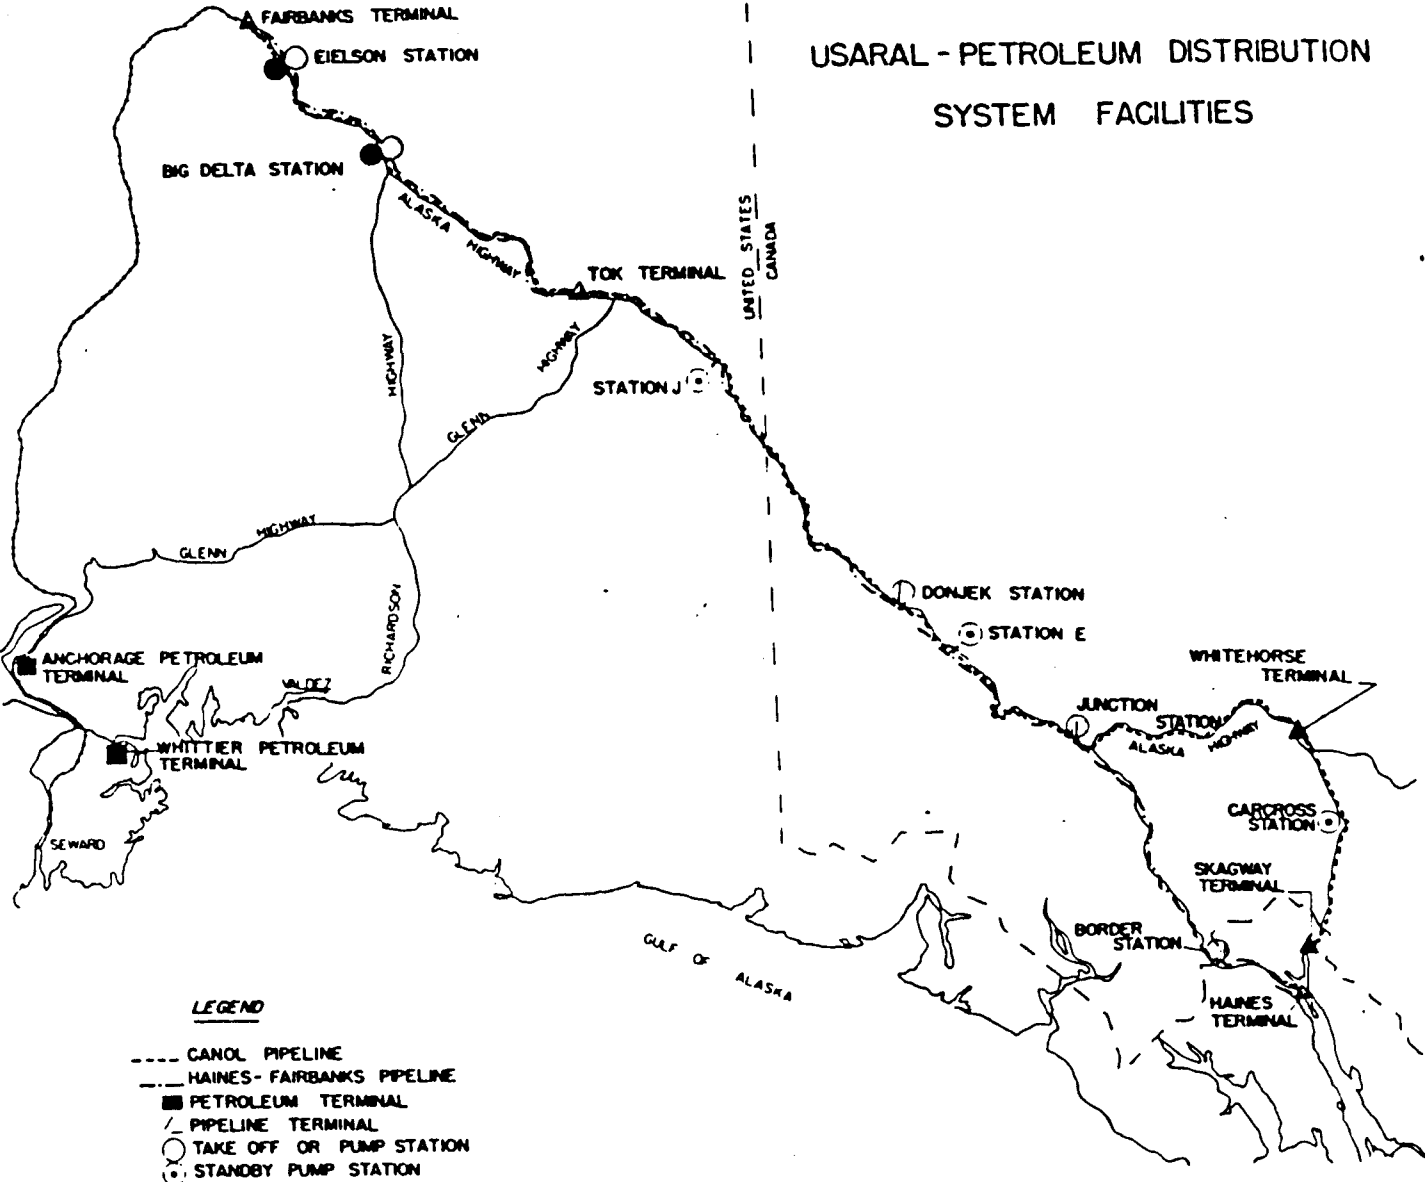 FAIRBANKS TERMINAL
EIELSON STATION
USARAL - PETROLEUM DISTRIBUTION
SYSTEM FACILITIES
BIG DELTA STATION
ALASKA HIGHWAY
UNITED STATES
CANADA
TOK TERMINAL
HIGHWAY
HIGHWAY
STATION J
GLENN
HIGHWAY
GLENN
RICHARDSON
DONJEK STATION
STATION E
WHITEHORSE
TERMINAL
ANCHORAGE PETROLEUM
TERMINAL
VALDEZ
JUNCTION
STATION
ALASKA HIGHWAY
WHITTIER PETROLEUM
TERMINAL
CARCROSS
STATION
SEWARD
SKAGWAY
TERMINAL
BORDER
STATION
GULF OF ALASKA
HAINES
TERMINAL
LEGEND
CANOL PIPELINE
HAINES - FAIRBANKS PIPELINE
PETROLEUM TERMINAL
PIPELINE TERMINAL
TAKE OFF OR PUMP STATION
STANDBY PUMP STATION